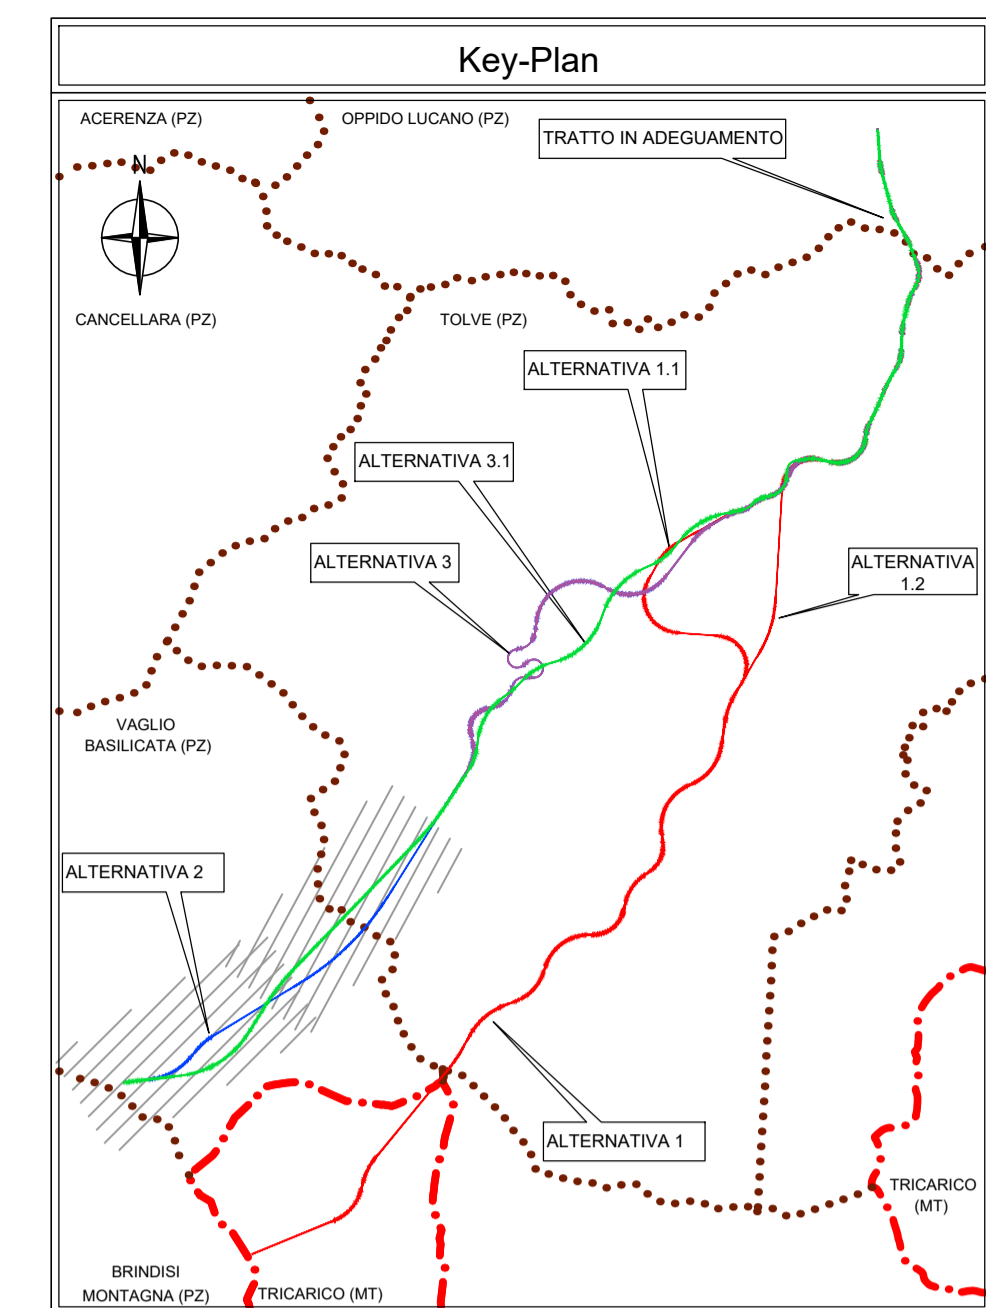 Key-Plan
ACERENZA (PZ)
OPPIDO LUCANO (PZ)
TRATTO IN ADEGUAMENTO
N
CANCELLARA (PZ)
TOLVE (PZ)
ALTERNATIVA 1.1
ALTERNATIVA 3.1
ALTERNATIVA 3
ALTERNATIVA
1.2
VAGLIO
BASILICATA (PZ)
ALTERNATIVA 2
ALTERNATIVA 1
TRICARICO
(MT)
BRINDISI
MONTAGNA (PZ)
TRICARICO (MT)